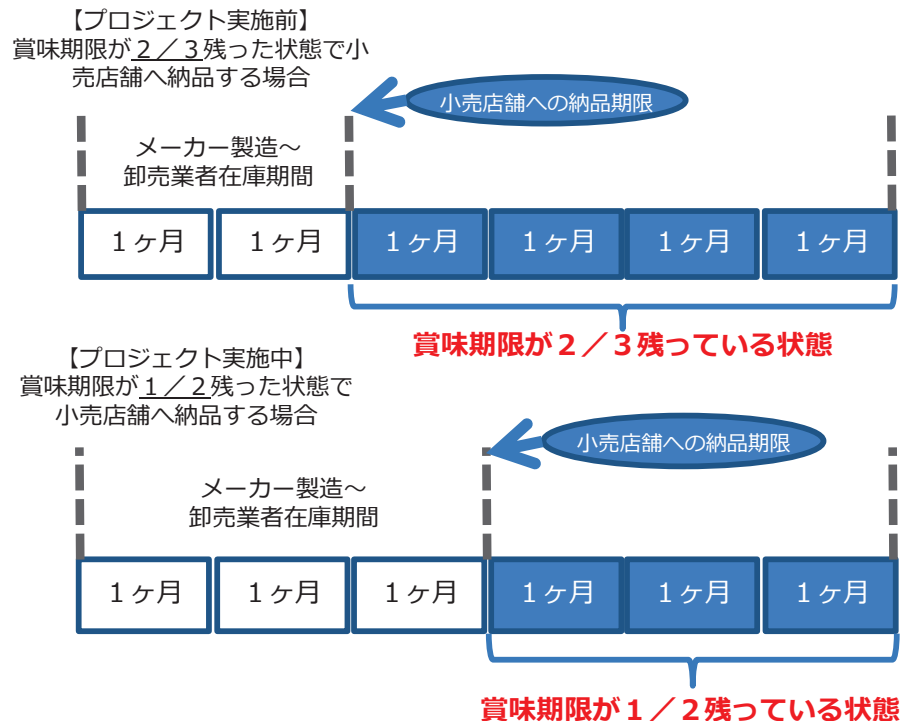 【プロジェクト実施前】
賞味期限が２／３残った状態で小
売店舗へ納品する場合
小売店舗への納品期限
メーカー製造～
卸売業者在庫期間
１ヶ月 １ヶ月 １ヶ月 １ヶ月 １ヶ月 １ヶ月
賞味期限が２／３残っている状態
【プロジェクト実施中】
賞味期限が１／２残った状態で
小売店舗へ納品する場合
小売店舗への納品期限
メーカー製造～
卸売業者在庫期間
１ヶ月 １ヶ月 １ヶ月 １ヶ月 １ヶ月 １ヶ月
賞味期限が１／２残っている状態